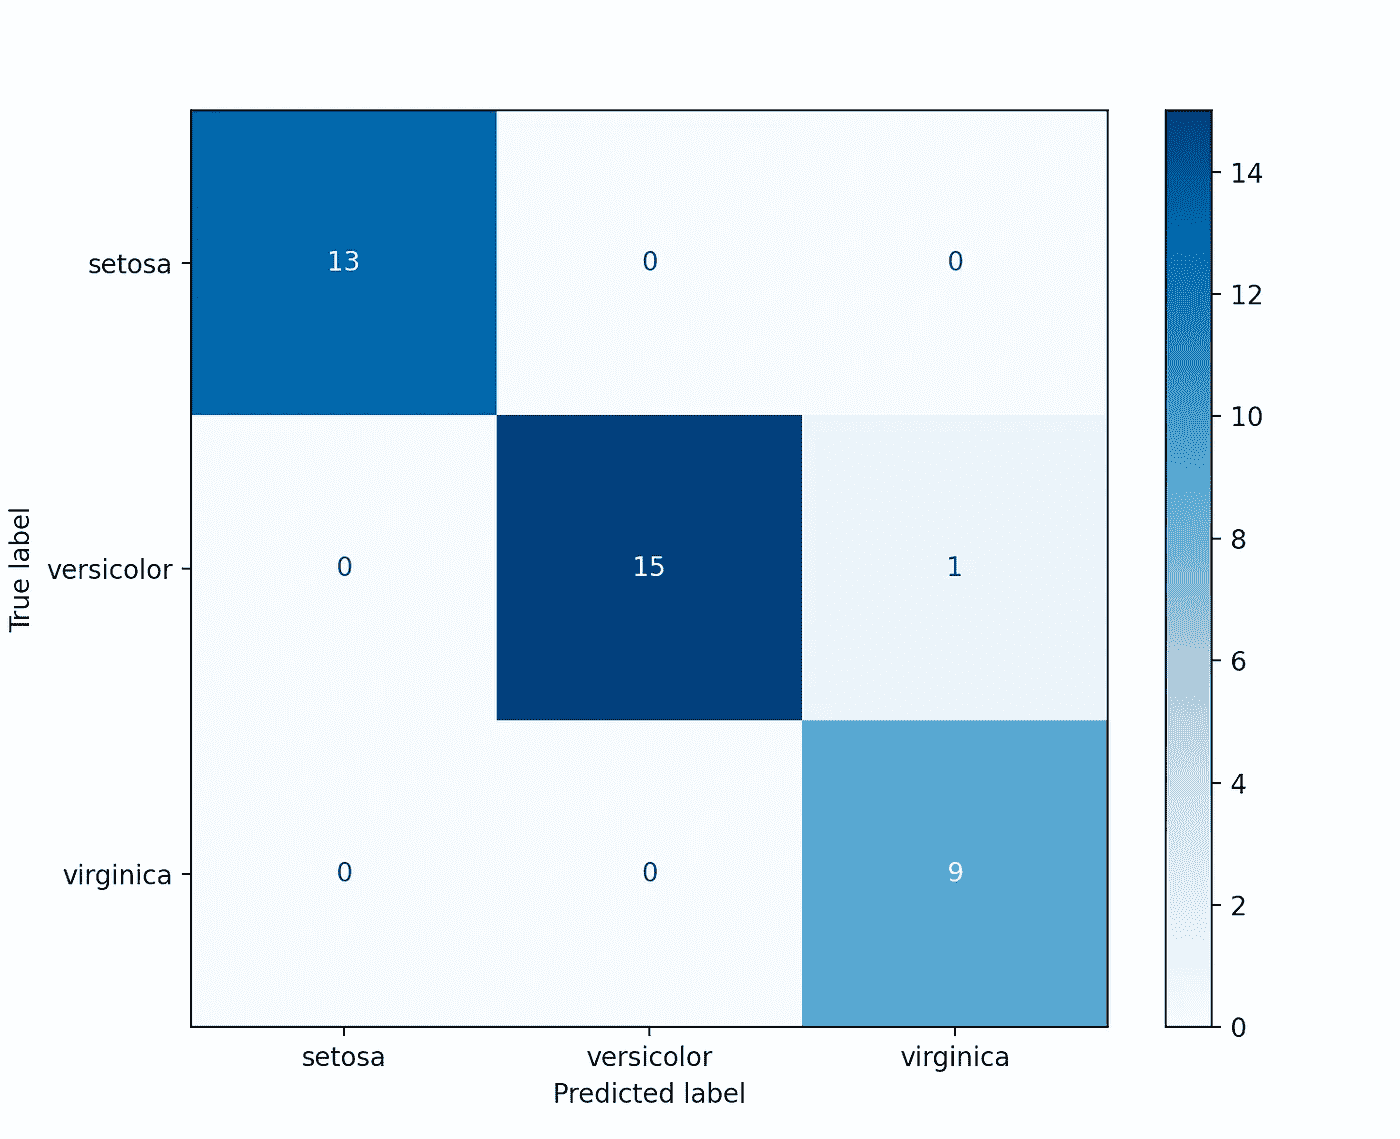 setosa 13 0 0
versicolor 0 15 1
virginica 0 0 9
setosa versicolor virginica
Predicted label
True label
14
12
10
8
6
4
2
0